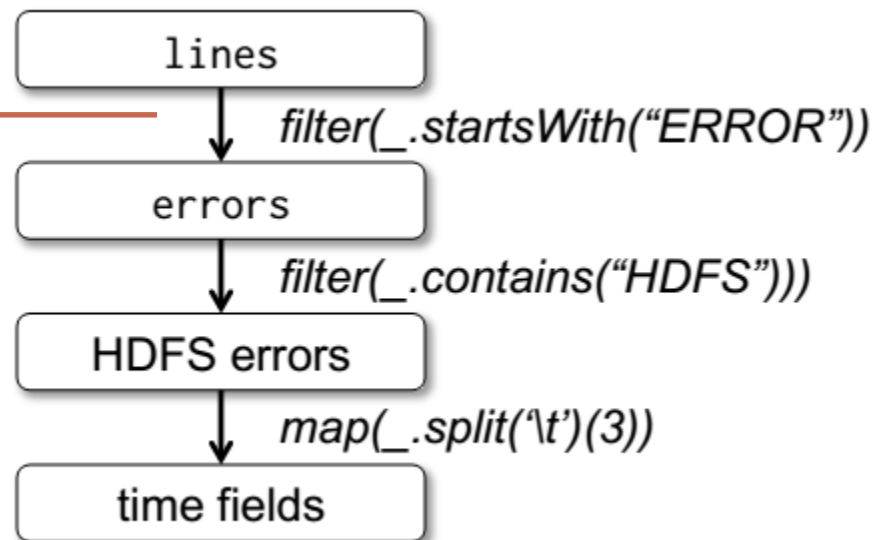 lines
filter(_.startsWith(“ERROR”))
errors
filter(_.contains(“HDFS”)))
HDFS errors
map(_.split(‘\t’)(3))
time fields